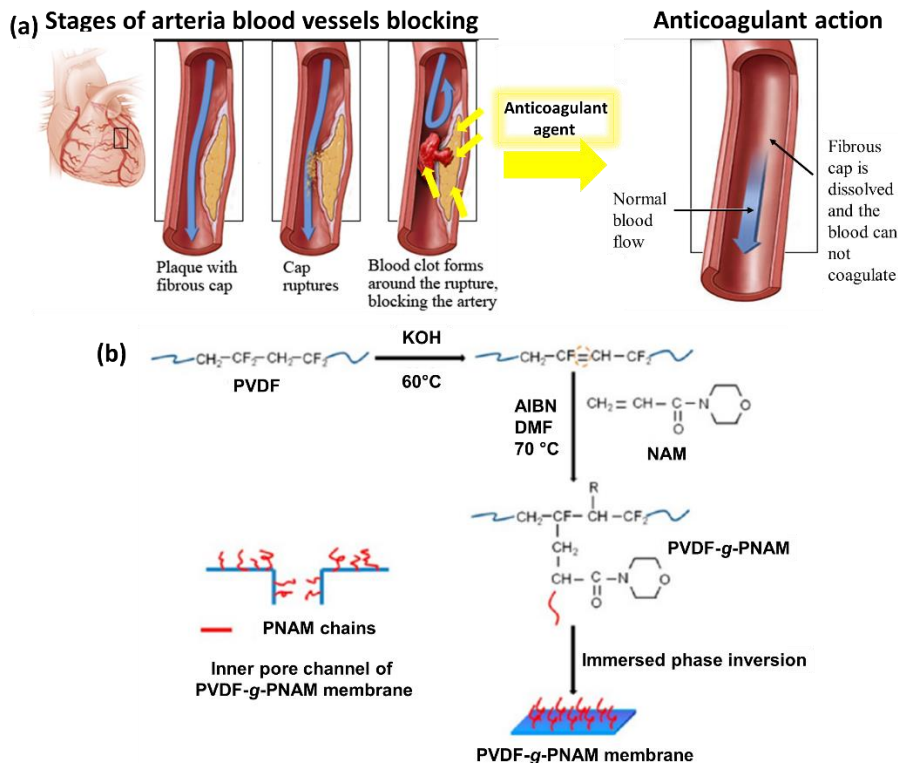 (a) Stages of arteria blood vessels blocking
Anticoagulant action
Anticoagulant
agent
Plaque with
fibrous cap
Cap
ruptures
Blood clot forms
around the rupture,
blocking the artery
Normal
blood
flow
Fibrous
cap is
dissolved
and the
blood can
not
coagulate
(b)
~CH₂-CF₂-CH₂-CF₂~
PVDF
KOH
60°C
~CH₂-CF=CH-CF₂~
AIBN
DMF
70 °C
CH₂=CH-C-N O
O
NAM
R
~CH₂-CF-CH-CF₂~
CH₂
CH-C-N O
O
PVDF-g-PNAM
PNAM chains
Inner pore channel of
PVDF-g-PNAM membrane
Immersed phase inversion
PVDF-g-PNAM membrane